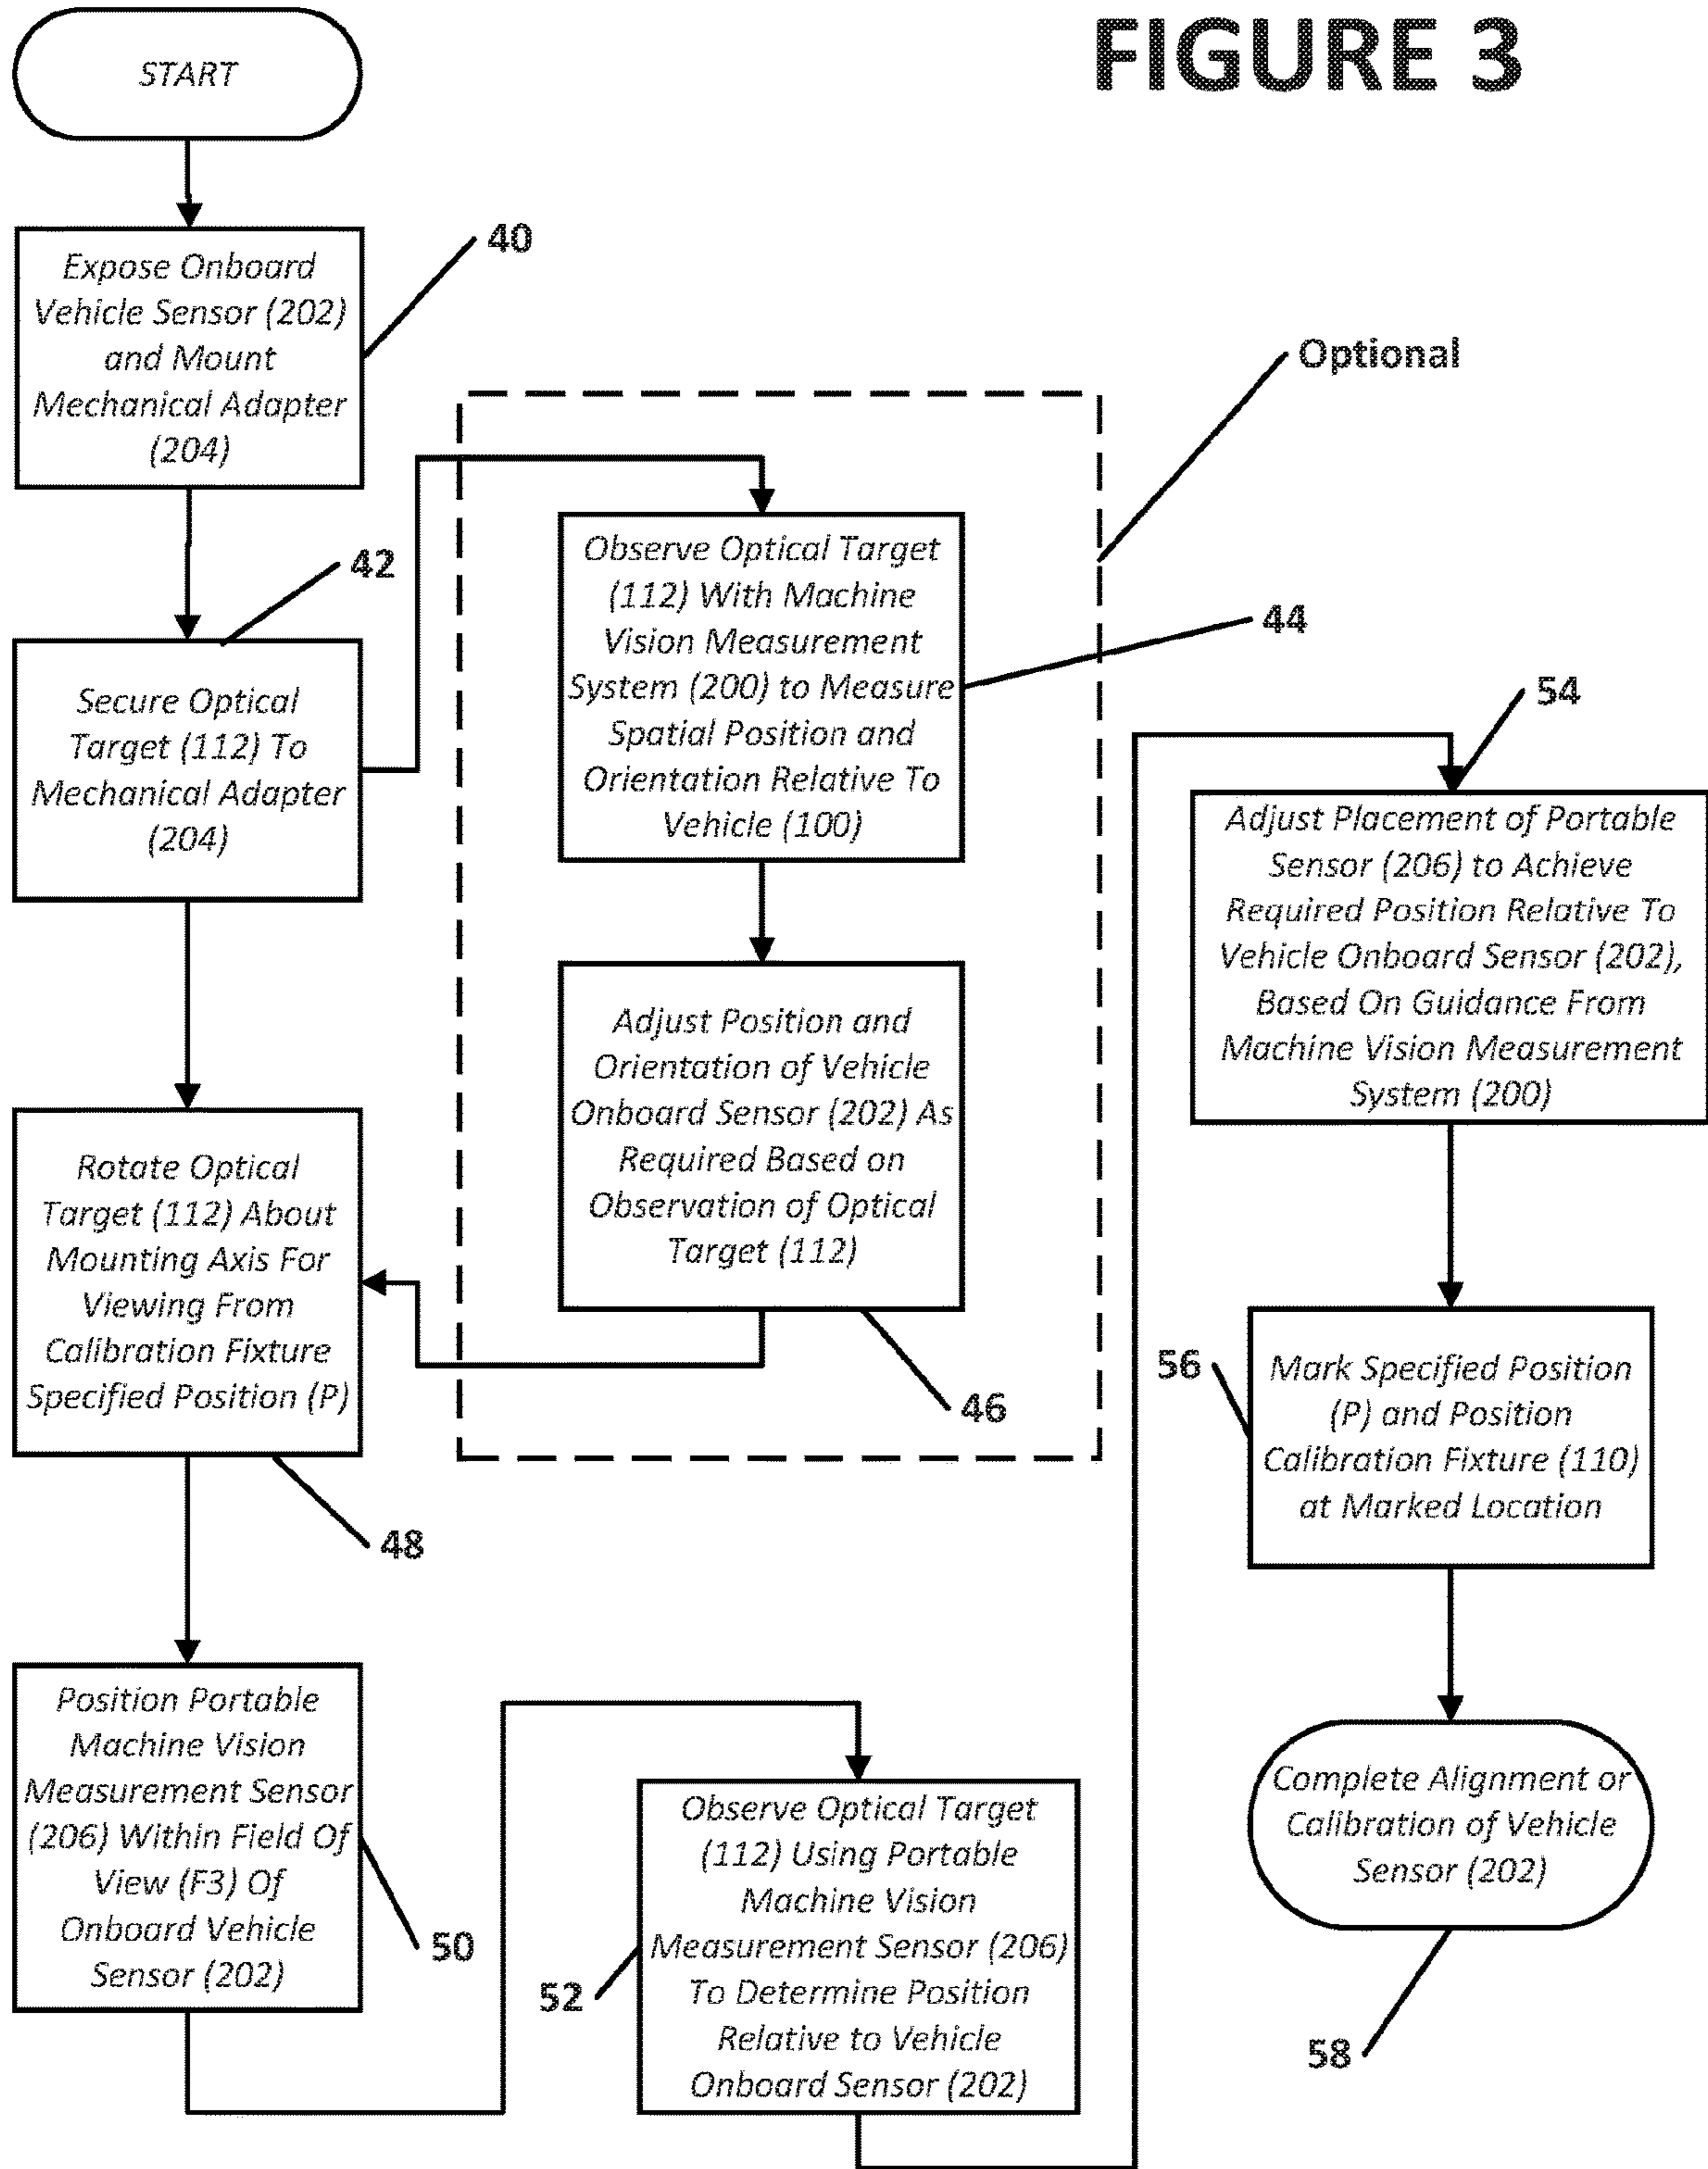 FIGURE 3
START
40
Expose Onboard
Vehicle Sensor (202)
and Mount
Mechanical Adapter
(204)
42
Secure Optical
Target (112) To
Mechanical Adapter
(204)
Optional
Observe Optical Target
(112) With Machine
Vision Measurement
System (200) to Measure
Spatial Position and
Orientation Relative To
Vehicle (100)
44
Adjust Position and
Orientation of Vehicle
Onboard Sensor (202) As
Required Based on
Observation of Optical
Target (112)
46
Rotate Optical
Target (112) About
Mounting Axis For
Viewing From
Calibration Fixture
Specified Position (P)
48
Position Portable
Machine Vision
Measurement Sensor
(206) Within Field Of
View (F3) Of
Onboard Vehicle
Sensor (202)
50
Observe Optical Target
(112) Using Portable
Machine Vision
Measurement Sensor (206)
To Determine Position
Relative to Vehicle
Onboard Sensor (202)
52
54
Adjust Placement of Portable
Sensor (206) to Achieve
Required Position Relative To
Vehicle Onboard Sensor (202),
Based On Guidance From
Machine Vision Measurement
System (200)
56
Mark Specified Position
(P) and Position
Calibration Fixture (110)
at Marked Location
Complete Alignment or
Calibration of Vehicle
Sensor (202)
58